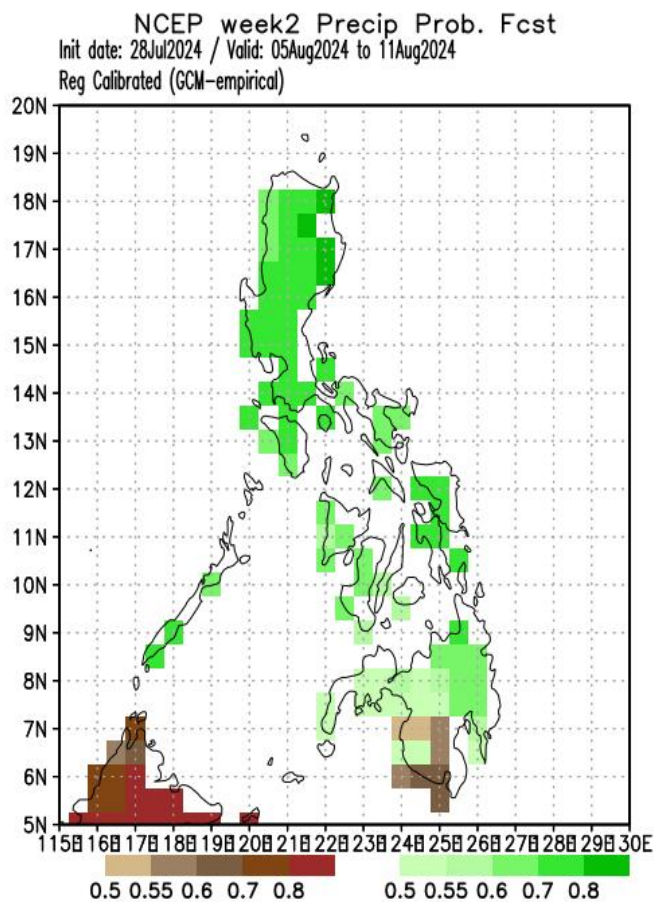 NCEP week2 Precip Prob. Fcst
Init date: 28Jul2024 / Valid: 05Aug2024 to 11Aug2024
Reg Calibrated (GCM-empirical)
20N
19N
18N
17N
16N
15N
14N
13N
12N
11N
10N
9N
8N
7N
6N
5N
115E 116E 117E 118E 119E 120E 121E 122E 123E 124E 125E 126E 127E 128E 129E 130E
0.5 0.55 0.6 0.7 0.8 0.5 0.55 0.6 0.7 0.8